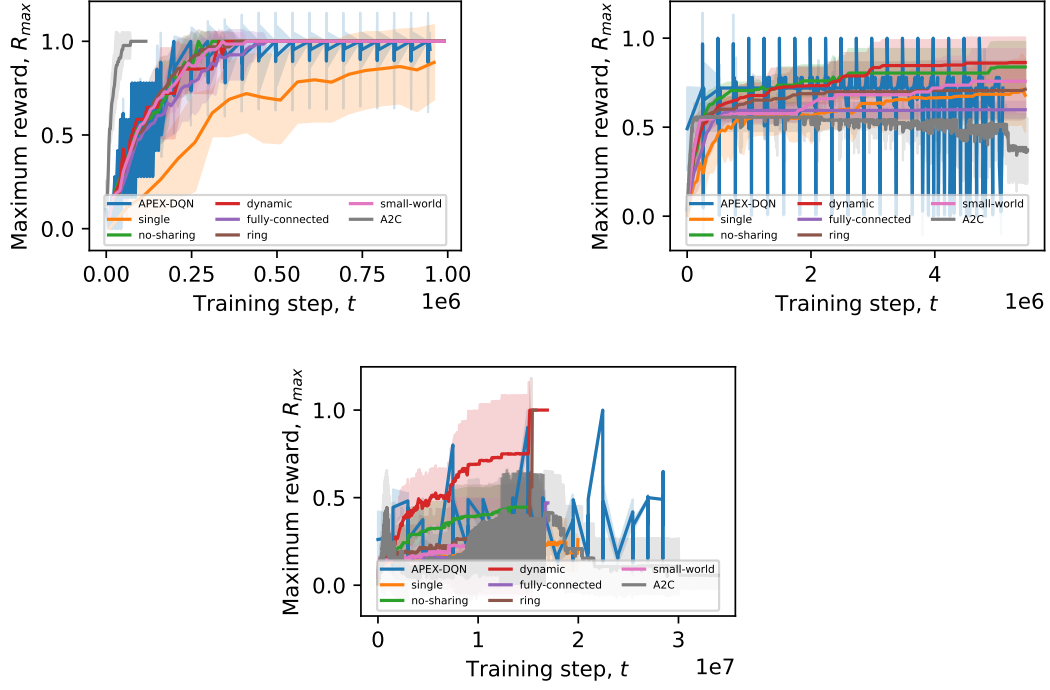 Maximum reward, R_max
1.0
0.5
0.0
APEX-DQN
single
no-sharing
dynamic
fully-connected
ring
small-world
A2C
0.00 0.25 0.50 0.75 1.00
Training step, t
1e6
Maximum reward, R_max
1.0
0.5
0.0
APEX-DQN
single
no-sharing
dynamic
fully-connected
ring
small-world
A2C
0 2 4
Training step, t
1e6
Maximum reward, R_max
1.0
0.5
0.0
APEX-DQN
single
no-sharing
dynamic
fully-connected
ring
small-world
A2C
0 1 2 3
Training step, t
1e7